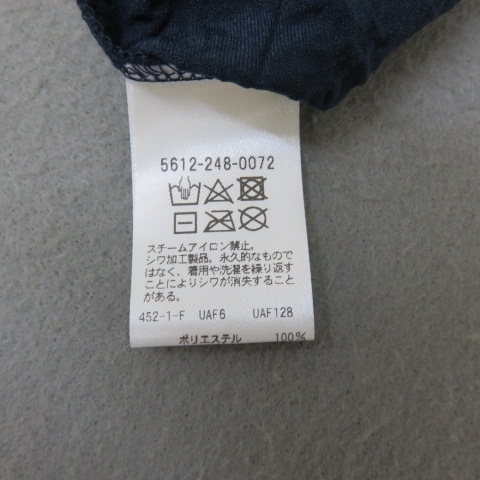 5612-248-0072
スチームアイロン禁止。
シワ加工製品。永久的なもので
はなく、着用や洗濯を繰り返す
ことによりシワが消失すること
がある。
452-1-F UAF6 UAF128
ポリエステル 100%